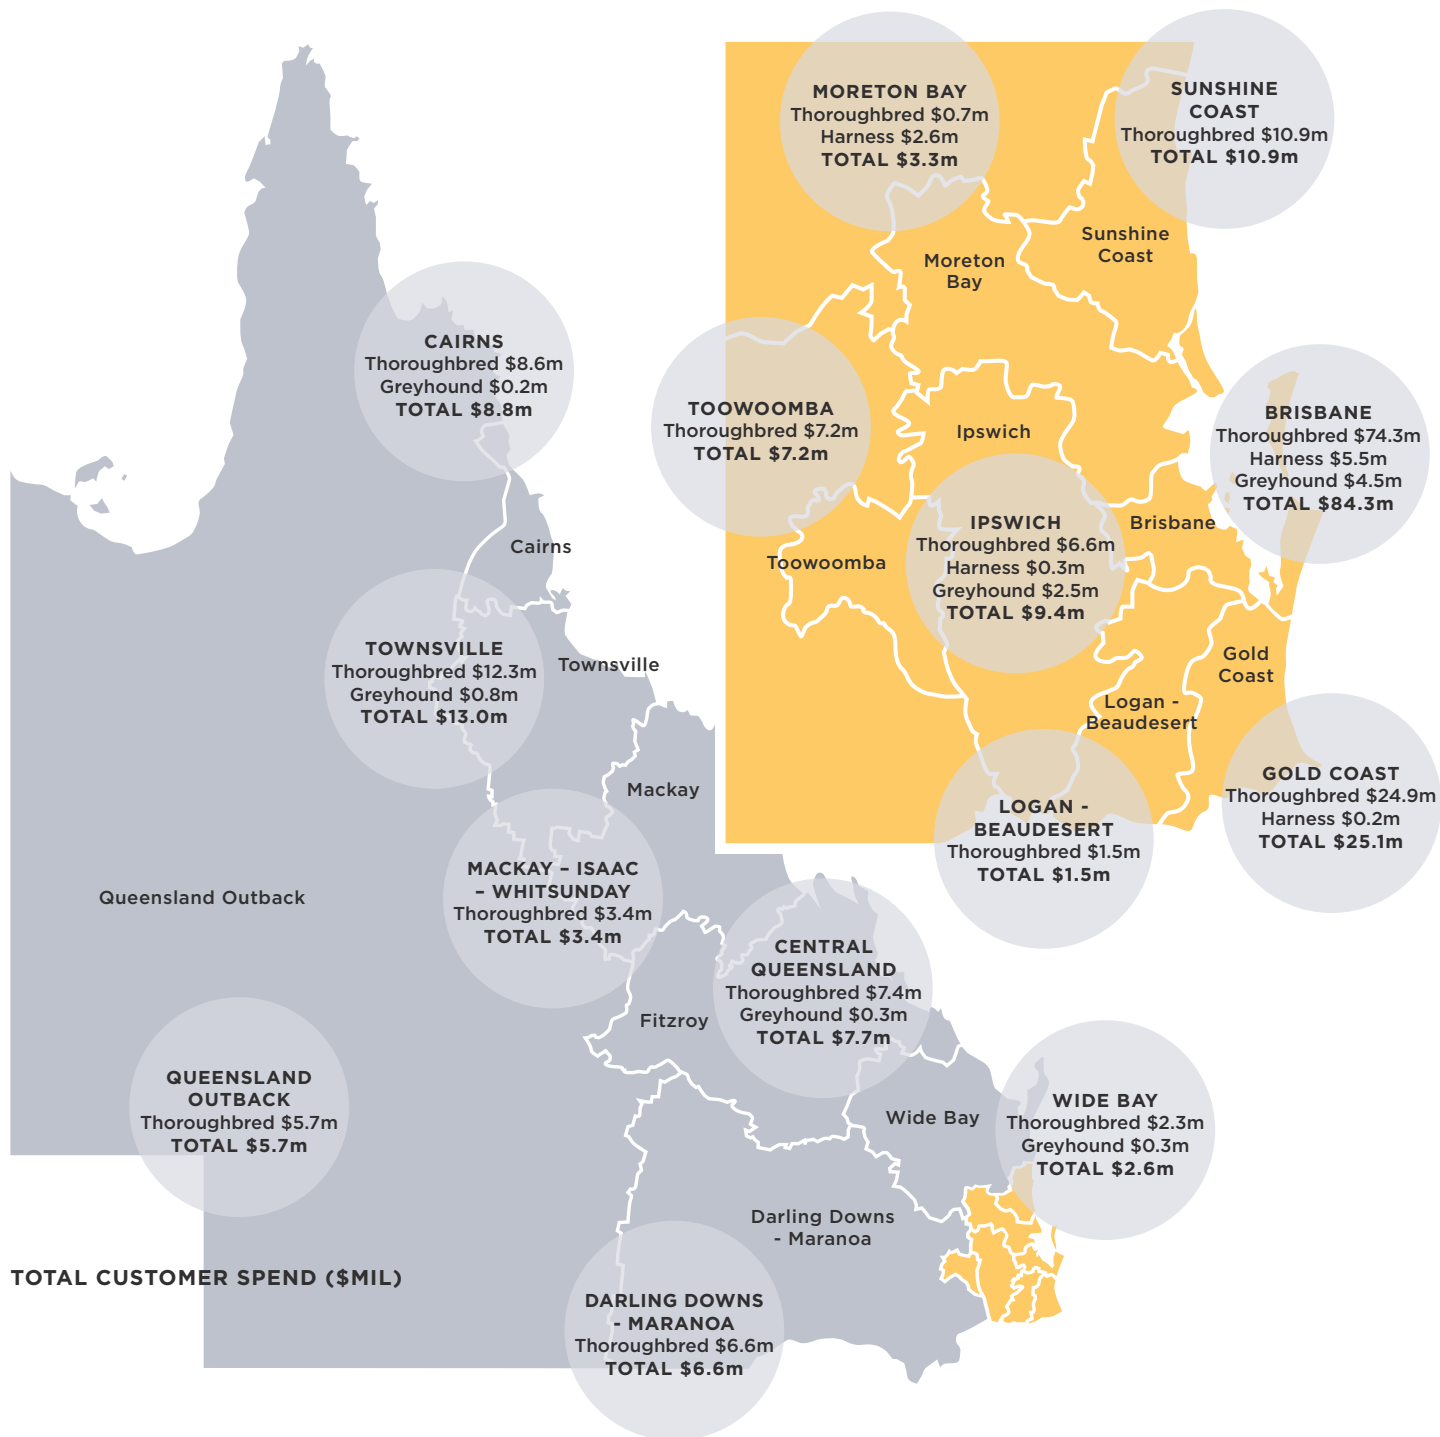 MORETON BAY
Thoroughbred $0.7m
Harness $2.6m
TOTAL $3.3m
SUNSHINE
COAST
Thoroughbred $10.9m
TOTAL $10.9m
Sunshine
Coast
Moreton
Bay
CAIRNS
Thoroughbred $8.6m
Greyhound $0.2m
TOTAL $8.8m
TOOWOOMBA
Thoroughbred $7.2m
TOTAL $7.2m
Ipswich
BRISBANE
Thoroughbred $74.3m
Harness $5.5m
Greyhound $4.5m
TOTAL $84.3m
IPSWICH
Thoroughbred $6.6m
Harness $0.3m
Greyhound $2.5m
TOTAL $9.4m
Brisbane
Cairns
Toowoomba
TOWNSVILLE
Thoroughbred $12.3m
Greyhound $0.8m
TOTAL $13.0m
Townsville
Gold
Coast
Logan -
Beaudesert
Mackay
GOLD COAST
Thoroughbred $24.9m
Harness $0.2m
TOTAL $25.1m
LOGAN -
BEAUDESERT
Thoroughbred $1.5m
TOTAL $1.5m
MACKAY – ISAAC
– WHITSUNDAY
Thoroughbred $3.4m
TOTAL $3.4m
Queensland Outback
CENTRAL
QUEENSLAND
Thoroughbred $7.4m
Greyhound $0.3m
TOTAL $7.7m
Fitzroy
QUEENSLAND
OUTBACK
Thoroughbred $5.7m
TOTAL $5.7m
Wide Bay
WIDE BAY
Thoroughbred $2.3m
Greyhound $0.3m
TOTAL $2.6m
Darling Downs
- Maranoa
TOTAL CUSTOMER SPEND ($MIL)
DARLING DOWNS
- MARANOA
Thoroughbred $6.6m
TOTAL $6.6m